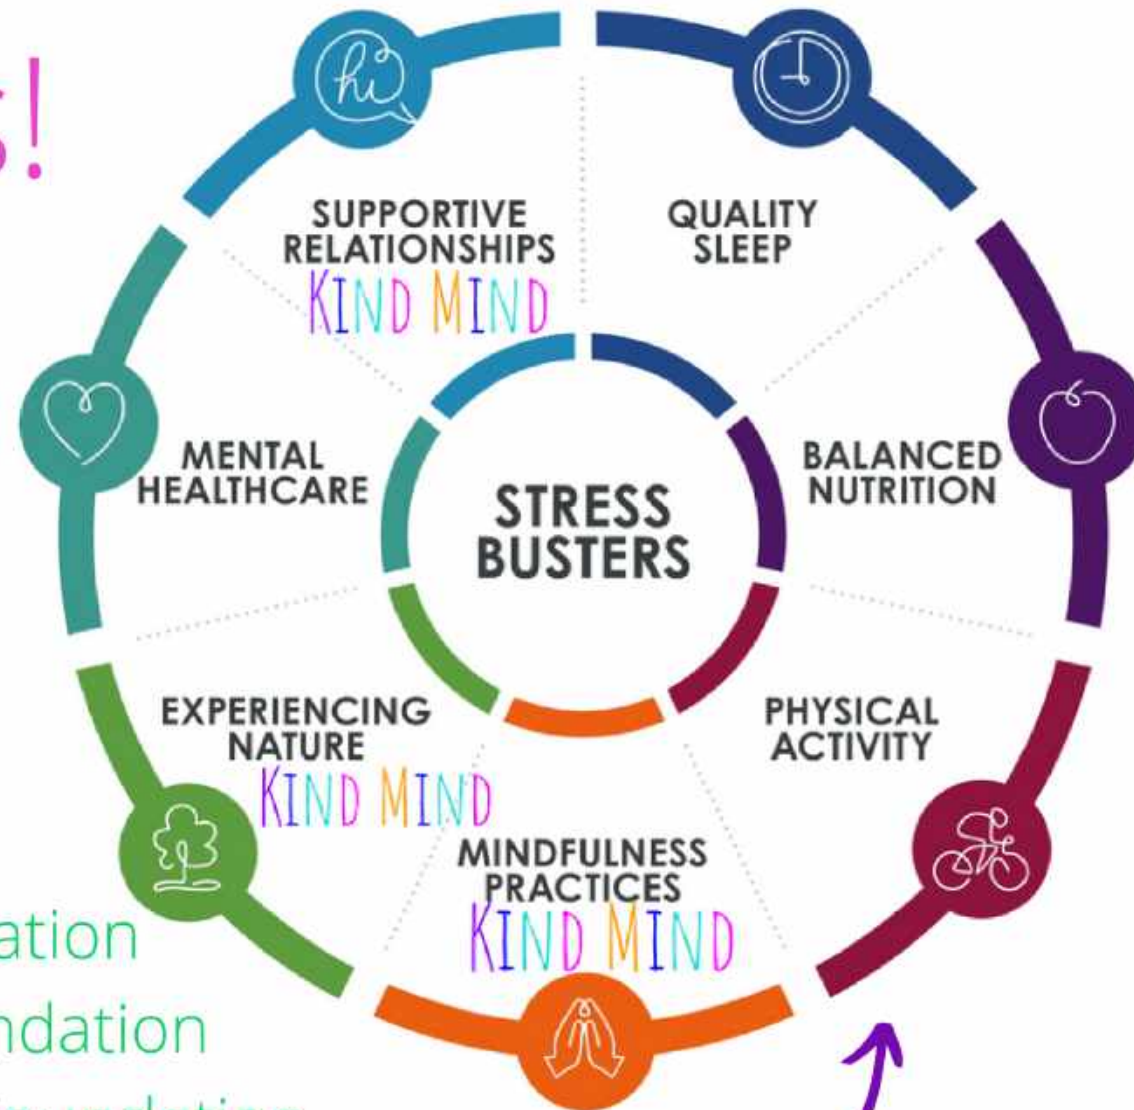 s!
hi
SUPPORTIVE
RELATIONSHIPS
KIND MIND
QUALITY
SLEEP
MENTAL
HEALTHCARE
STRESS
BUSTERS
BALANCED
NUTRITION
EXPERIENCING
NATURE
KIND MIND
PHYSICAL
ACTIVITY
MINDFULNESS
PRACTICES
KIND MIND
ation
ndation